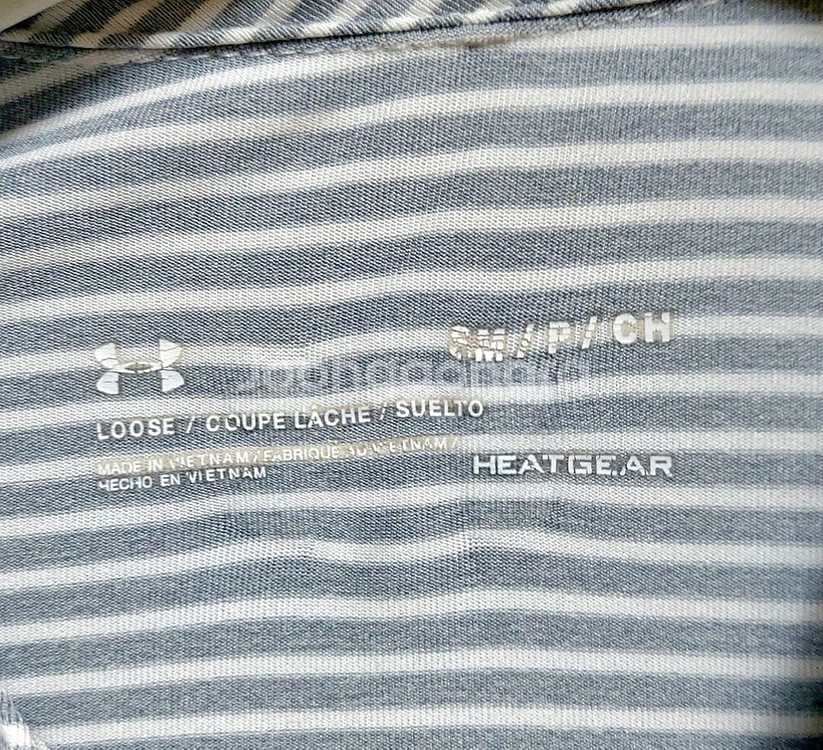 SM / P / CH
LOOSE / COUPE LÂCHE / SUELTO
MADE IN VIETNAM / FABRIQUÉ AU VIETNAM /
HECHO EN VIETNAM
HEATGEAR